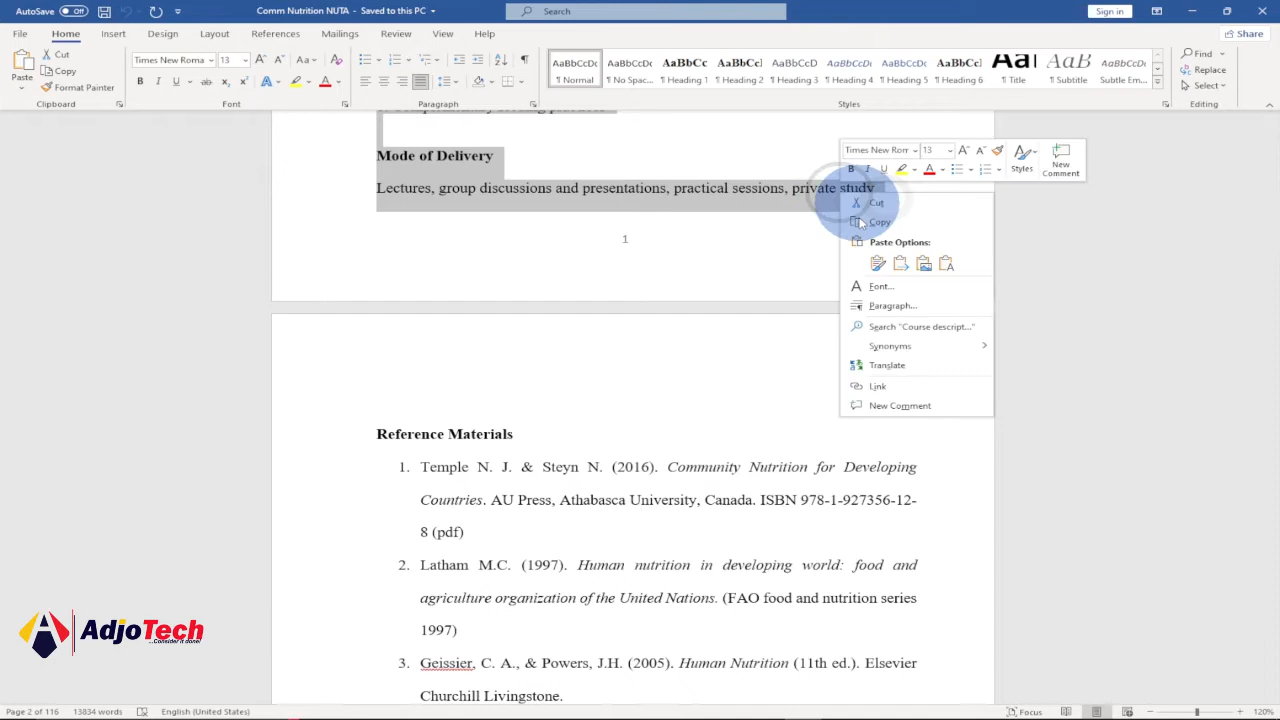 AutoSave Off Comm Nutrition NUTA - Saved to this PC Search Sign in
File Home Insert Design Layout References Mailings Review View Help Share
Paste
Cut
Copy
Format Painter
Clipboard
Times New Roma 13
Font
Paragraph
AaBbCcDc AaBbCcDc AaBbCc AaBbCc AaBbCcD AaBbCcDc AaBbCcDc AaBbCcD AaBbCcD
¶ Normal ¶ No Spac... ¶ Heading 1 ¶ Heading 2 ¶ Heading 3 ¶ Heading 4 ¶ Heading 5 ¶ Heading 6 ¶ Title ¶ Subtitle Subtle Em...
Styles
Find
Replace
Select
Editing
Mode of Delivery
Lectures, group discussions and presentations, practical sessions, private study
1
Times New Rom 13
Styles
New Comment
Cut
Copy
Paste Options:
Font...
Paragraph...
Search "Course descript..."
Synonyms
Translate
Link
New Comment
Reference Materials
1. Temple N. J. & Steyn N. (2016). Community Nutrition for Developing
Countries. AU Press, Athabasca University, Canada. ISBN 978-1-927356-12-
8 (pdf)
2. Latham M.C. (1997). Human nutrition in developing world: food and
agriculture organization of the United Nations. (FAO food and nutrition series
1997)
3. Geissier, C. A., & Powers, J.H. (2005). Human Nutrition (11th ed.). Elsevier
Churchill Livingstone.
AdjoTech
...Consider it done!
Page 2 of 116 13834 words English (United States) Focus 120%